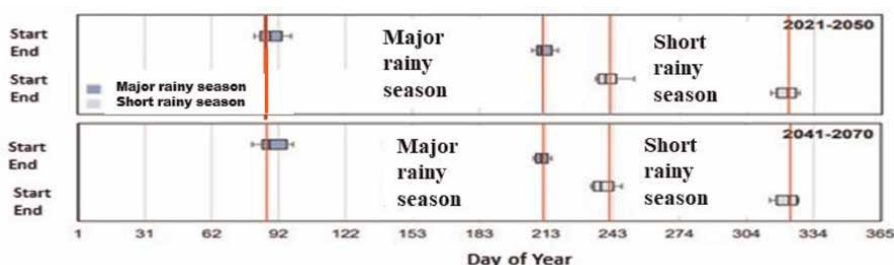 2021-2050
Start
End
Start
End
Major
rainy
season
Short
rainy
season
Major rainy season
Short rainy season
2041-2070
Start
End
Start
End
Major
rainy
season
Short
rainy
season
1 31 62 92 122 153 183 213 243 274 304 334 365
Day of Year